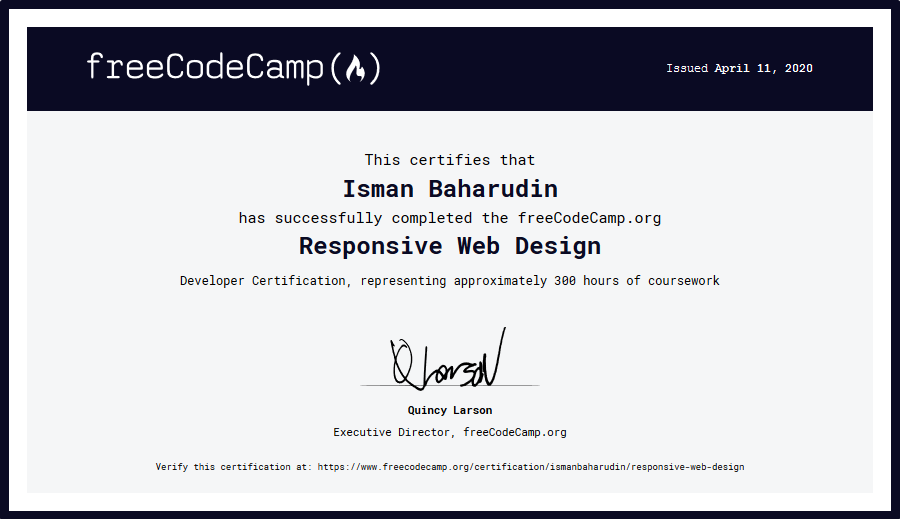 freeCodeCamp(🔥)
Issued April 11, 2020
This certifies that
Isman Baharudin
has successfully completed the freeCodeCamp.org
Responsive Web Design
Developer Certification, representing approximately 300 hours of coursework
Q Larson
Quincy Larson
Executive Director, freeCodeCamp.org
Verify this certification at: https://www.freecodecamp.org/certification/ismanbaharudin/responsive-web-design